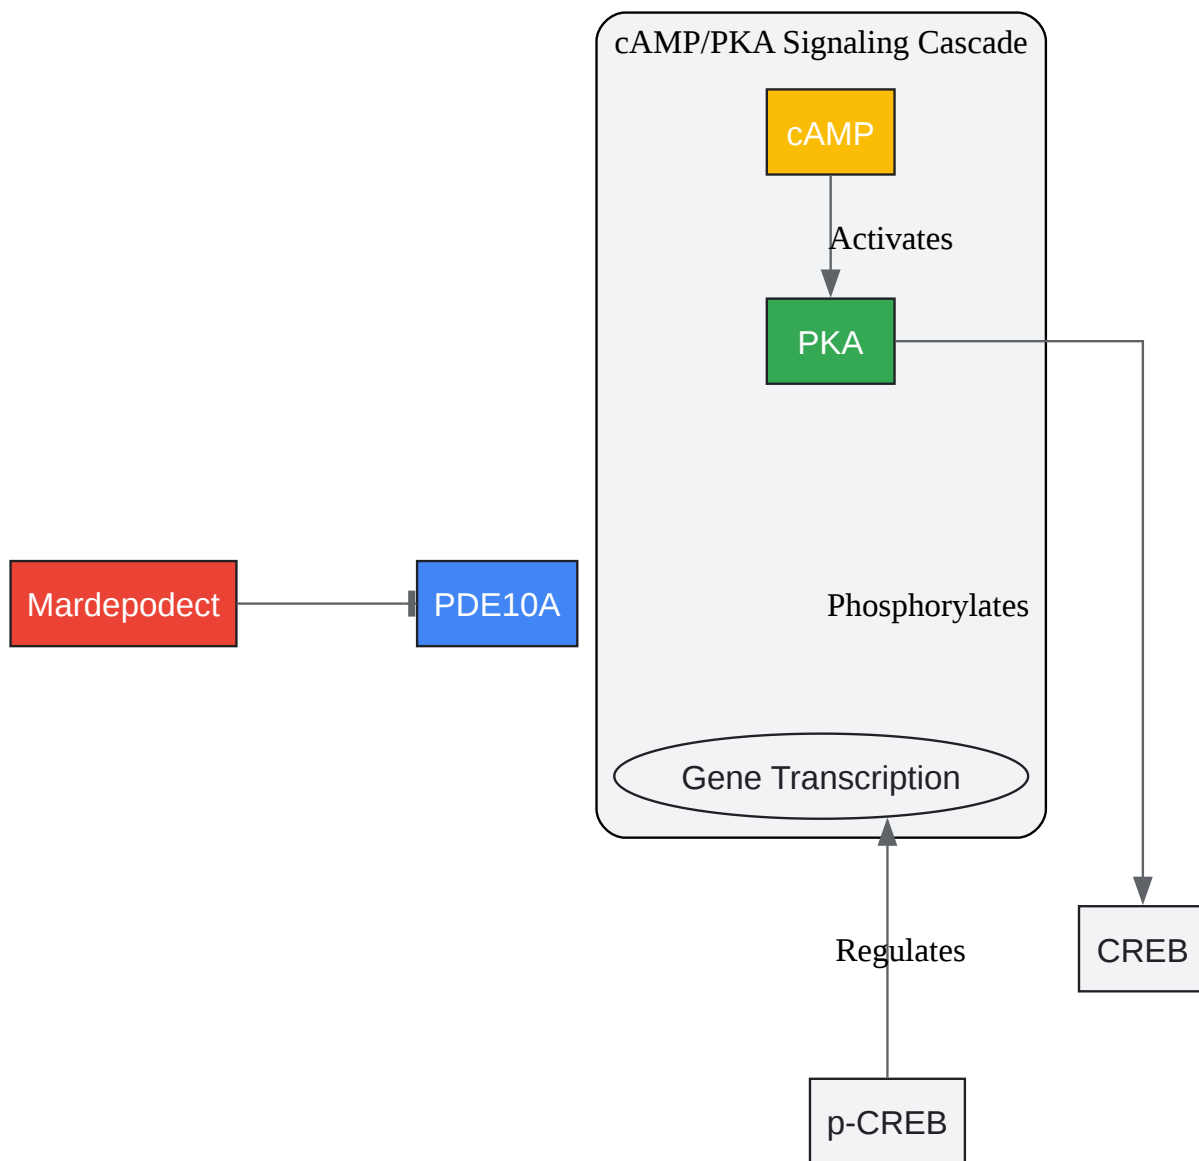 cAMP/PKA Signaling Cascade
cAMP
Activates
PKA
Mardepodect
PDE10A
Phosphorylates
Gene Transcription
Regulates
CREB
p-CREB